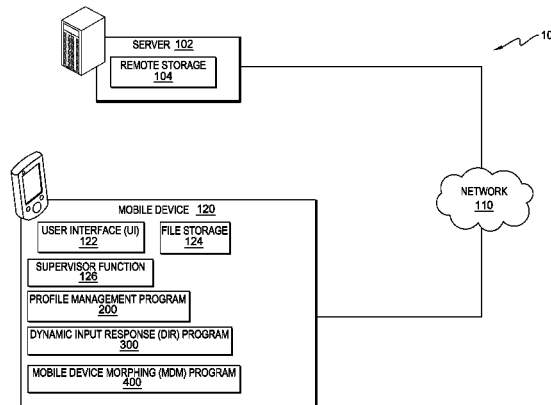 SERVER 102
REMOTE STORAGE
104
10
NETWORK
110
MOBILE DEVICE 120
USER INTERFACE (UI)
122
FILE STORAGE
124
SUPERVISOR FUNCTION
126
PROFILE MANAGEMENT PROGRAM
200
DYNAMIC INPUT RESPONSE (DIR) PROGRAM
300
MOBILE DEVICE MORPHING (MDM) PROGRAM
400